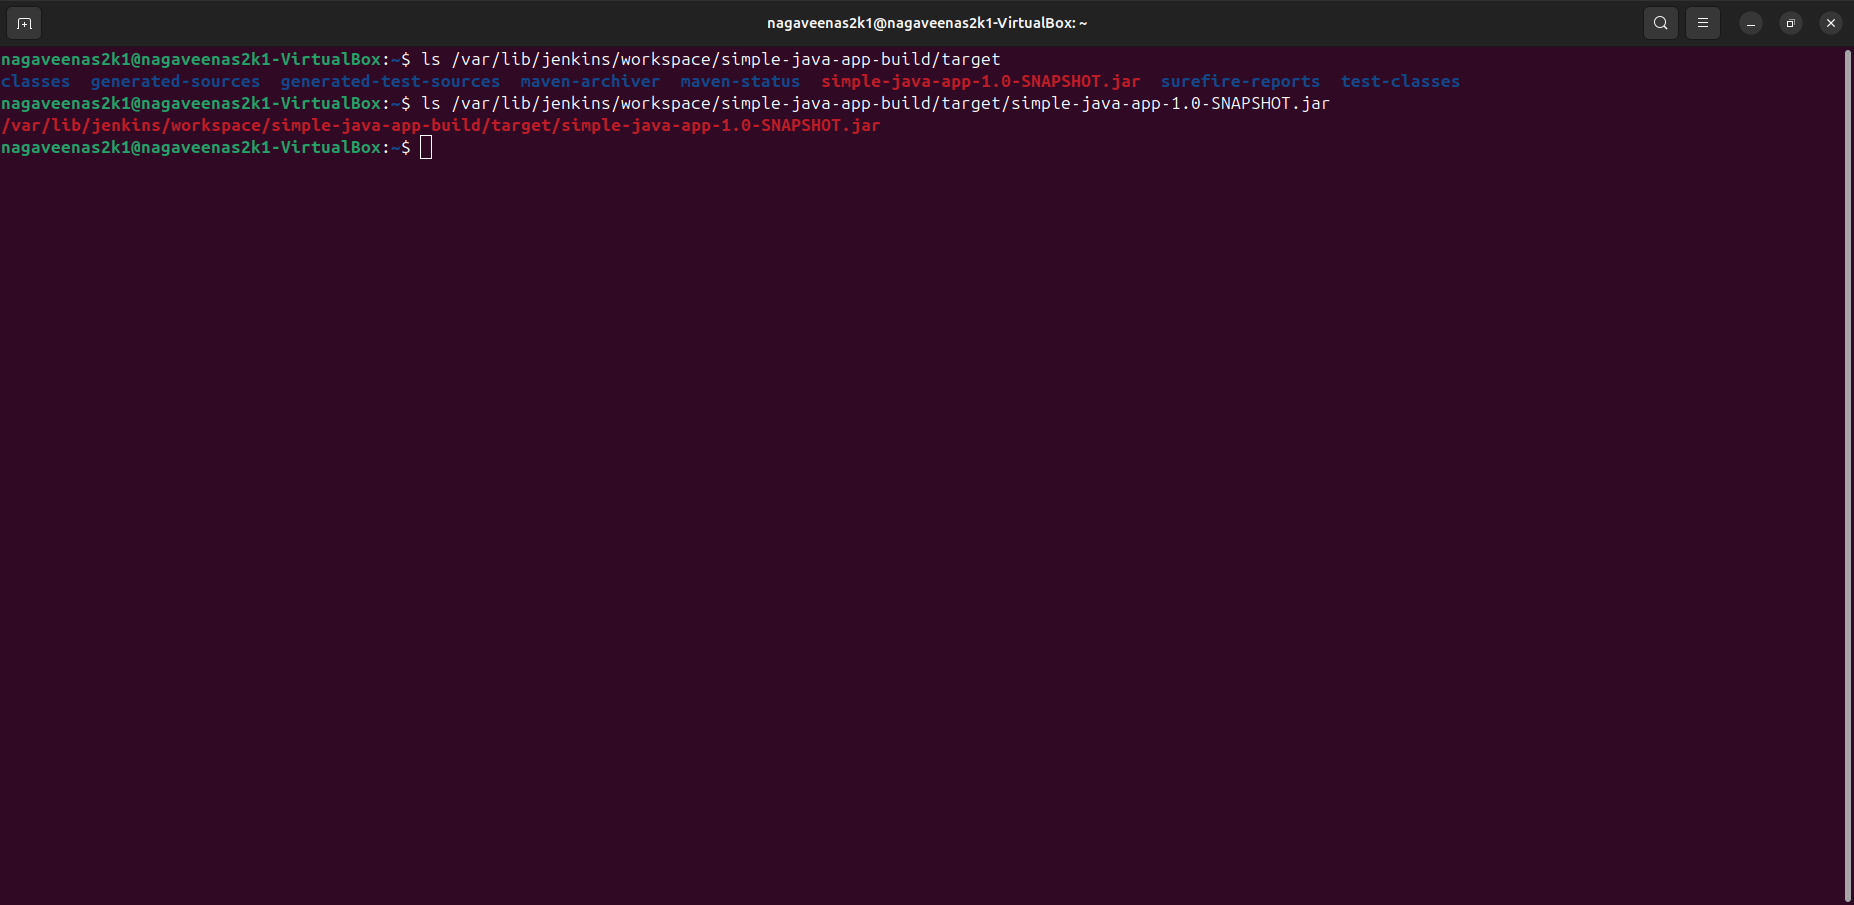 nagaveenas2k1@nagaveenas2k1-VirtualBox: ~
nagaveenas2k1@nagaveenas2k1-VirtualBox:~$ ls /var/lib/jenkins/workspace/simple-java-app-build/target
classes  generated-sources  generated-test-sources  maven-archiver  maven-status  simple-java-app-1.0-SNAPSHOT.jar  surefire-reports  test-classes
nagaveenas2k1@nagaveenas2k1-VirtualBox:~$ ls /var/lib/jenkins/workspace/simple-java-app-build/target/simple-java-app-1.0-SNAPSHOT.jar
/var/lib/jenkins/workspace/simple-java-app-build/target/simple-java-app-1.0-SNAPSHOT.jar
nagaveenas2k1@nagaveenas2k1-VirtualBox:~$